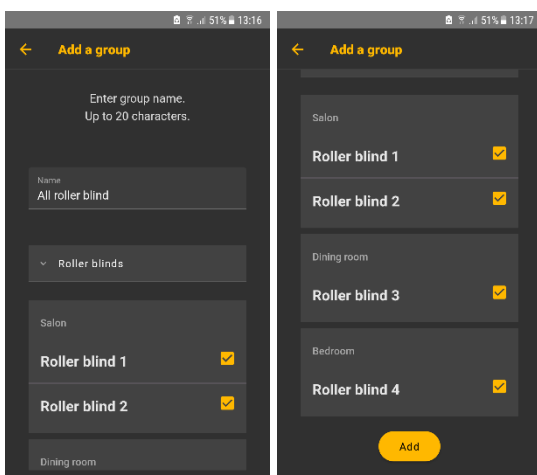 51% 13:16
Add a group
Enter group name.
Up to 20 characters.
Name
All roller blind
Roller blinds
Salon
Roller blind 1
Roller blind 2
Dining room
51% 13:17
Add a group
Salon
Roller blind 1
Roller blind 2
Dining room
Roller blind 3
Bedroom
Roller blind 4
Add